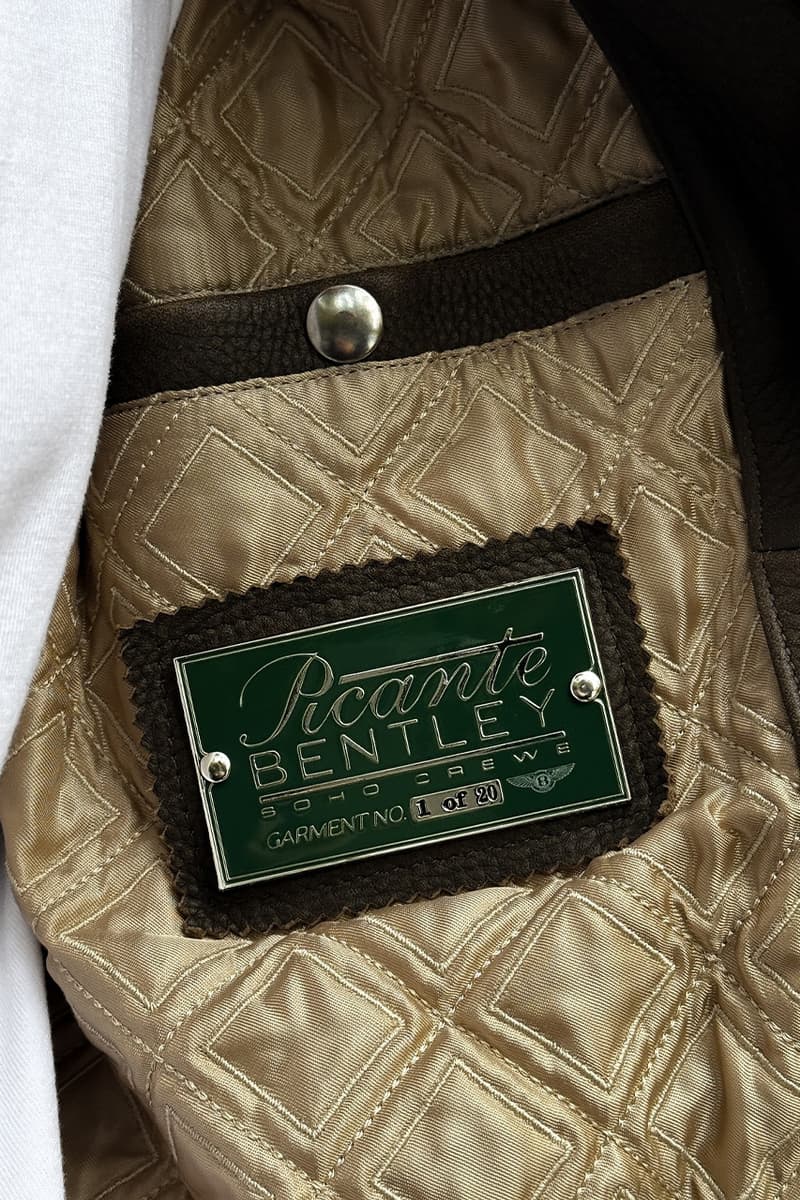 Picante
BENTLEY
SOHO CREWE
GARMENT NO. 1 of 20
B